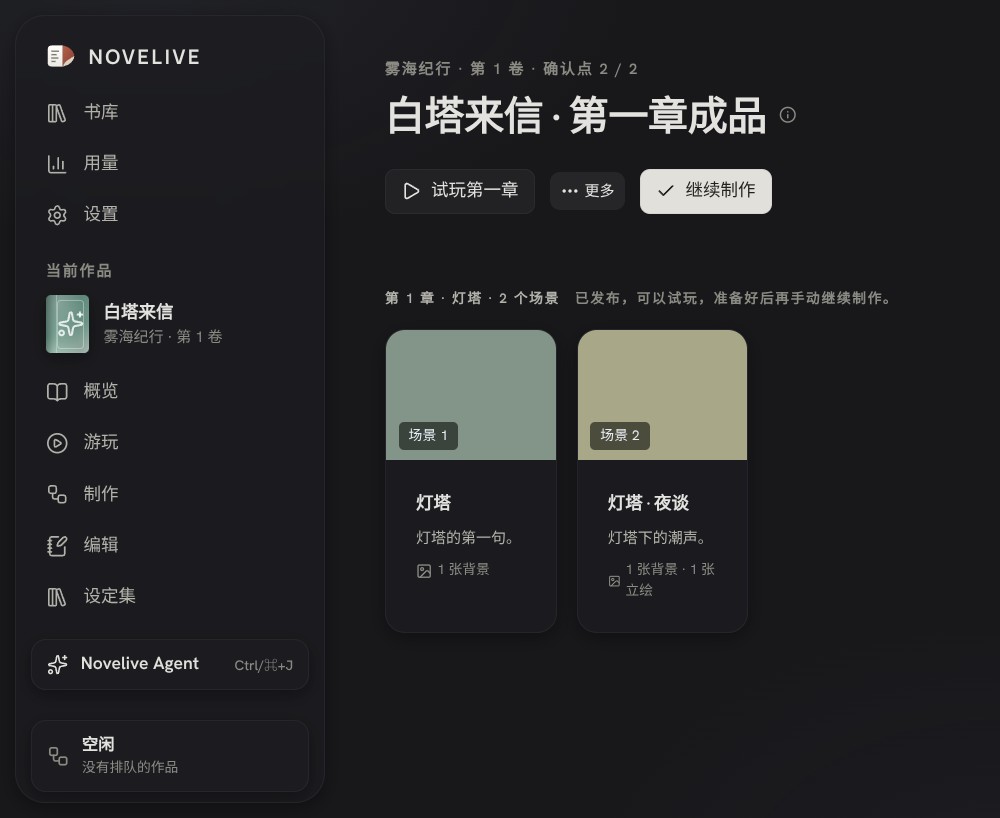 NOVELIVE
书库
用量
设置
当前作品
白塔来信
雾海纪行 · 第 1 卷
概览
游玩
制作
编辑
设定集
Novelive Agent Ctrl/⌘+J
空闲
没有排队的作品
雾海纪行 · 第 1 卷 · 确认点 2 / 2
白塔来信 · 第一章成品
试玩第一章
更多
继续制作
第 1 章 · 灯塔 · 2 个场景 已发布，可以试玩，准备好后再手动继续制作。
场景 1
灯塔
灯塔的第一句。
1 张背景
场景 2
灯塔 · 夜谈
灯塔下的潮声。
1 张背景 · 1 张
立绘